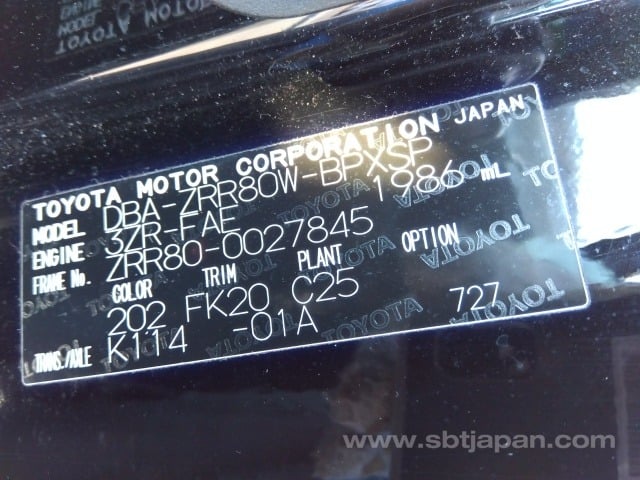 TOYOTA MOTOR CORPORATION JAPAN
MODEL DBA-ZRR80W-BPXSP
ENGINE 3ZR-FAE 1986 mL
FRAME No. ZRR80-0027845
COLOR TRIM PLANT OPTION
202 FK20 C25
TRANS./AXLE K114 -01A 727
www.sbtjapan.com